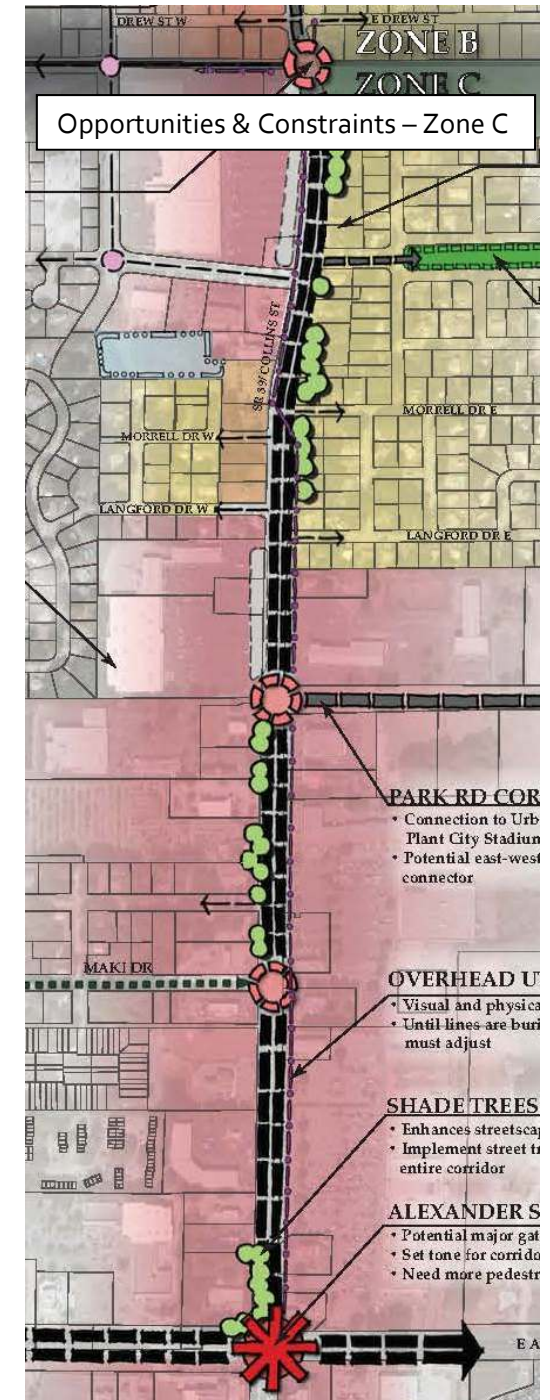 DREW ST W
E DREW ST
ZONE B
ZONE C
Opportunities & Constraints – Zone C
SR 39/COLLINS ST
MORRELL DR E
MORRELL DR W
LANGFORD DR W
LANGFORD DR E
PARK RD COR
• Connection to Urb
Plant City Stadium
• Potential east-west
connector
MAKI DR
OVERHEAD UT
• Visual and physica
• Until lines are buri
must adjust
SHADE TREES
• Enhances streetscap
• Implement street tr
entire corridor
ALEXANDER S
• Potential major gat
• Set tone for corrido
• Need more pedestr
E A